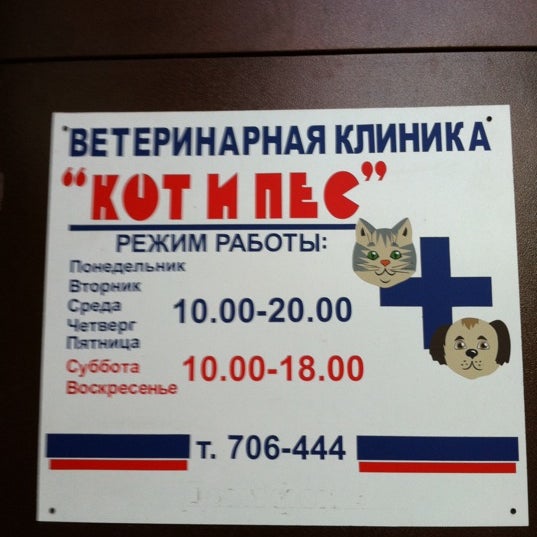 ВЕТЕРИНАРНАЯ КЛИНИКА
“КОТ И ПЕС”
РЕЖИМ РАБОТЫ:
Понедельник
Вторник
Среда
Четверг
Пятница
10.00-20.00
Суббота
Воскресенье
10.00-18.00
т. 706-444